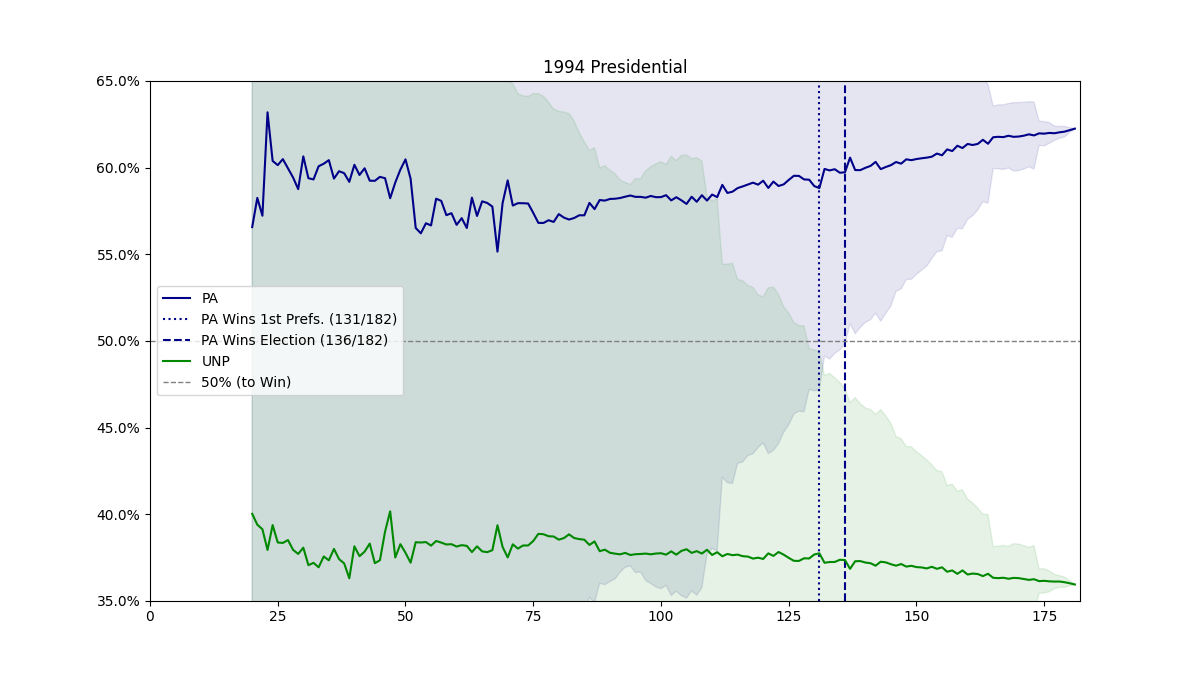 1994 Presidential
65.0%
60.0%
55.0%
50.0%
45.0%
40.0%
35.0%
PA
PA Wins 1st Prefs. (131/182)
PA Wins Election (136/182)
UNP
50% (to Win)
0 25 50 75 100 125 150 175